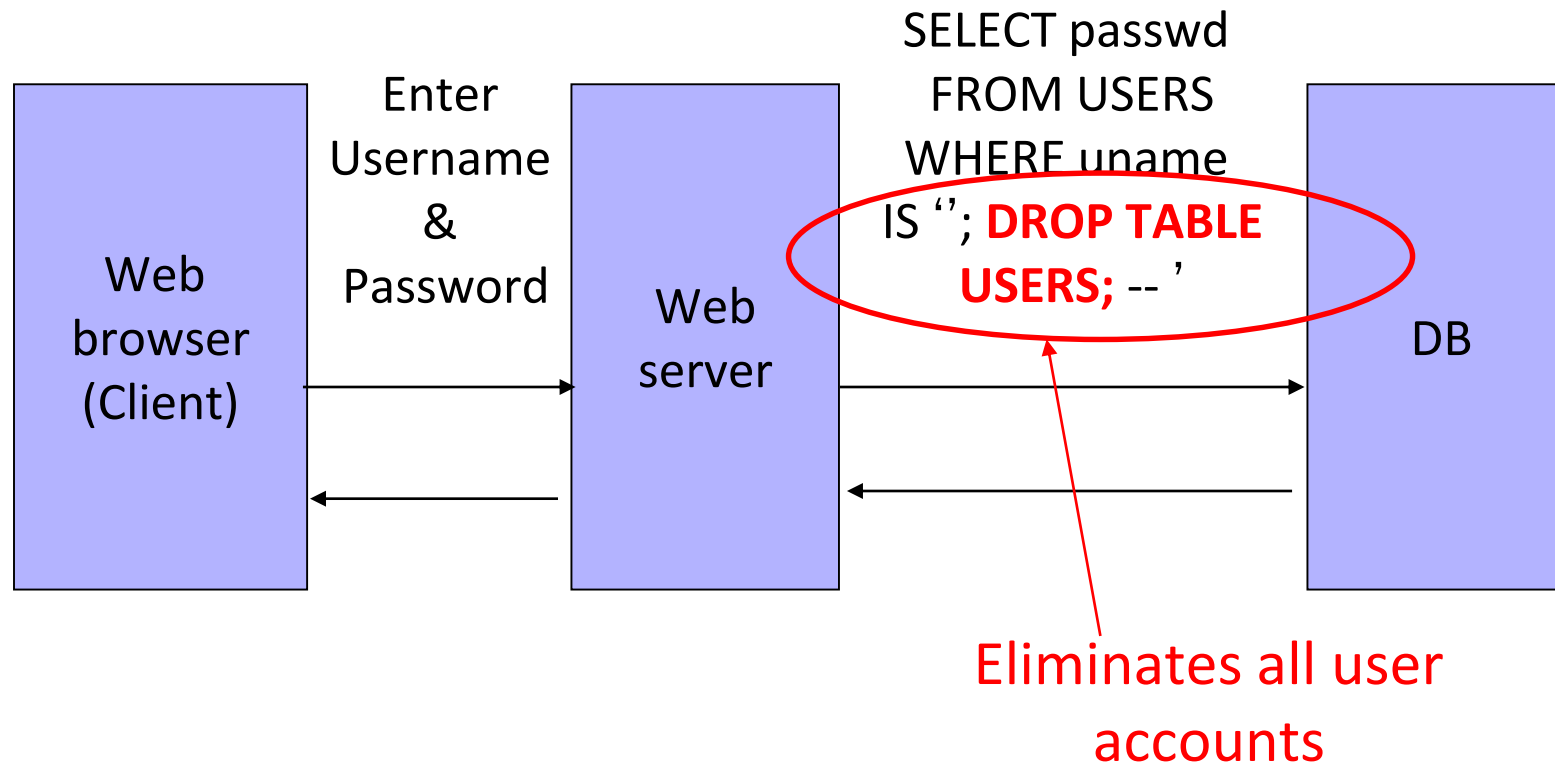 Web
browser
(Client)
Enter
Username
&
Password
Web
server
SELECT passwd
FROM USERS
WHERE uname
IS ‘’; DROP TABLE
USERS; -- ’
DB
Eliminates all user
accounts